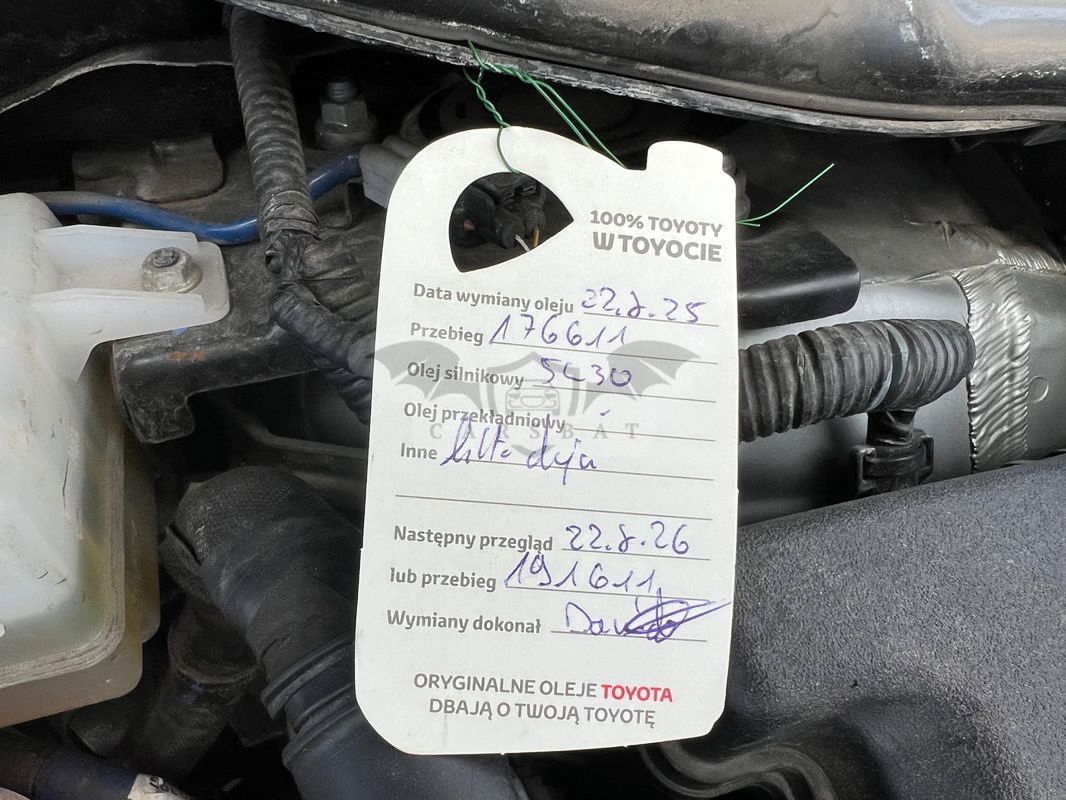 100% TOYOTY
W TOYOCIE
Data wymiany oleju 22.8.25
Przebieg 176611
Olej silnikowy 5W30
Olej przekładniowy -
CARSBAT
Inne
Następny przegląd 22.8.26
lub przebieg 191611
Wymiany dokonał
ORYGINALNE OLEJE TOYOTA
DBAJĄ O TWOJĄ TOYOTĘ